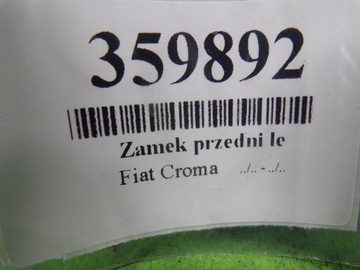 359892
Zamek przedni le
Fiat Croma ../.. - ../..